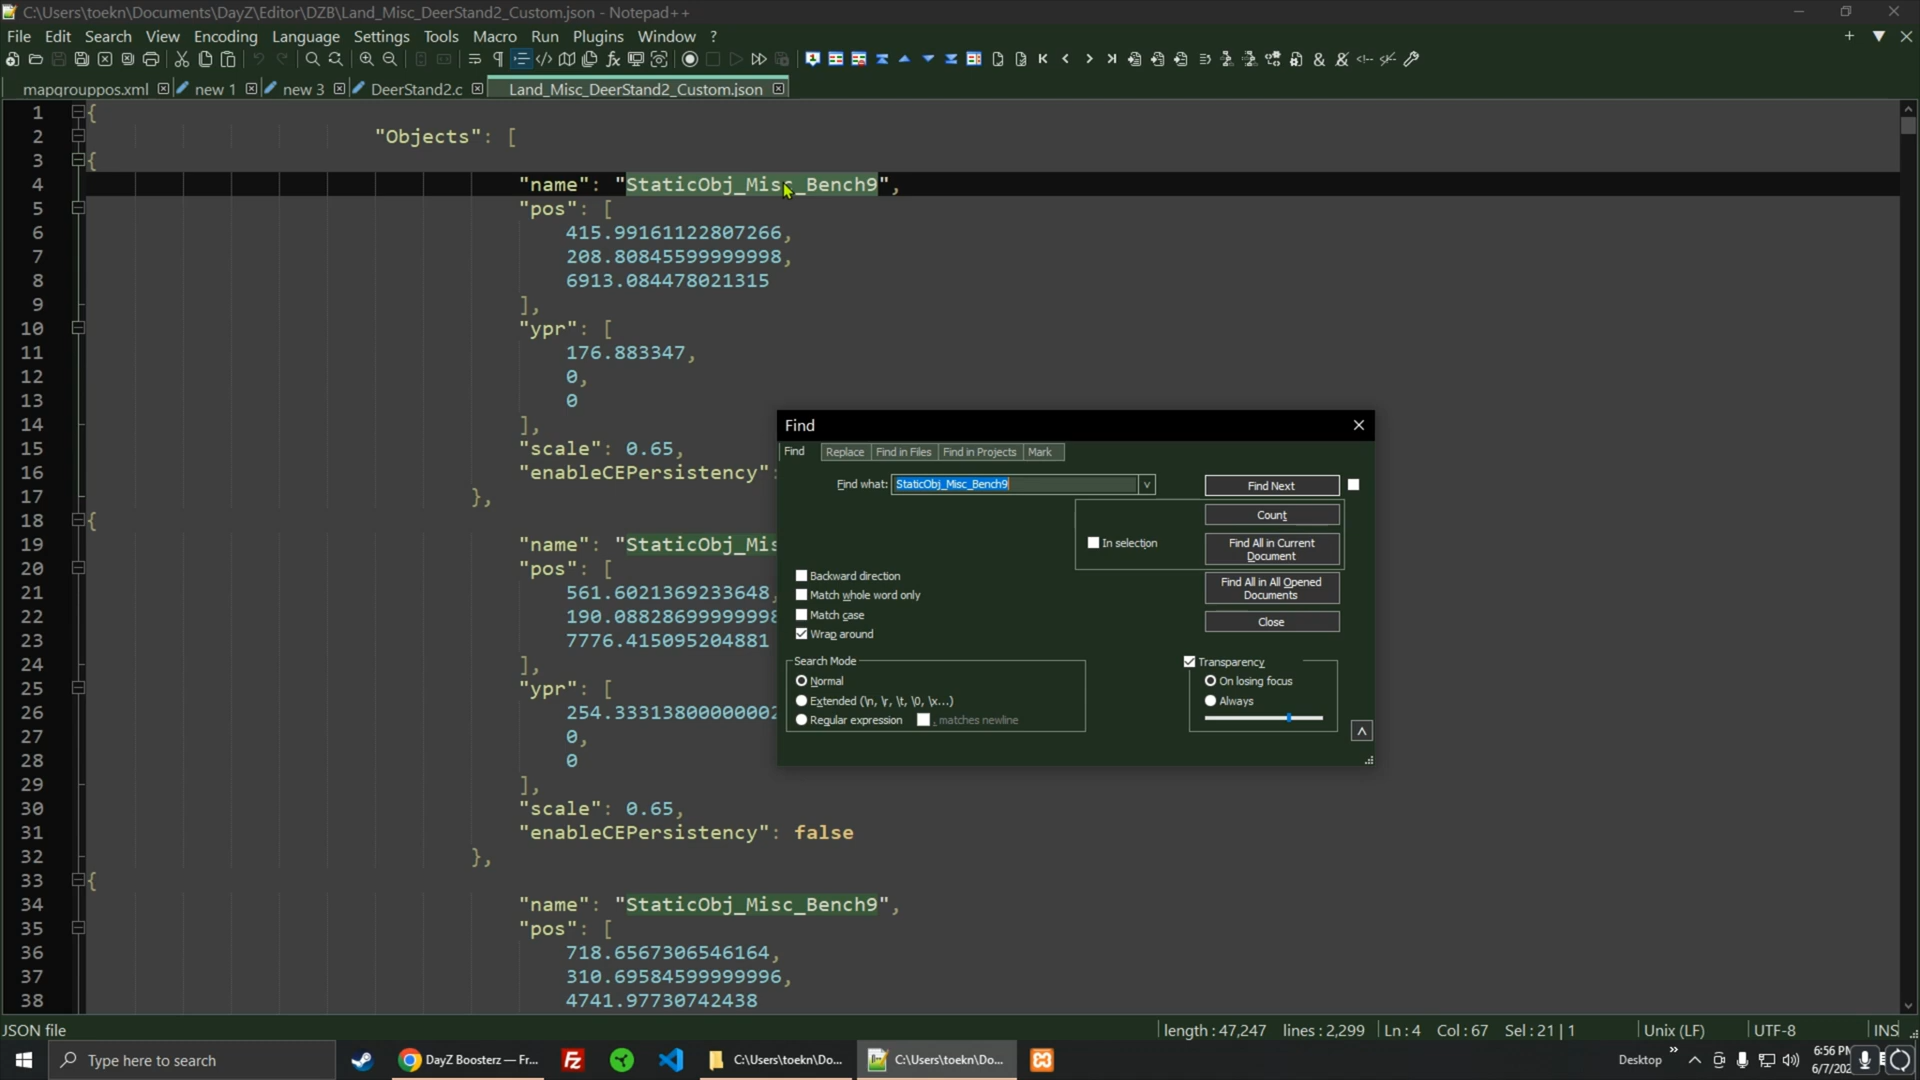 C:\Users\toekn\Documents\DayZ\Editor\DZB\Land_Misc_DeerStand2_Custom.json - Notepad++
File Edit Search View Encoding Language Settings Tools Macro Run Plugins Window ?
mapgrouppos.xml new 1 new 3 DeerStand2.c Land_Misc_DeerStand2_Custom.json
1 {
2 "Objects": [
3 {
4 "name": "StaticObj_Misc_Bench9",
5 "pos": [
6 415.99161122807266,
7 208.80845599999998,
8 6913.084478021315
9 ],
10 "ypr": [
11 176.883347,
12 0,
13 0
14 ],
15 "scale": 0.65,
16 "enableCEPersistency":
17 },
18 {
19 "name": "StaticObj_Mis
20 "pos": [
21 561.6021369233648,
22 190.08828699999998
23 7776.415095204881
24 ],
25 "ypr": [
26 254.33313800000002
27 0,
28 0
29 ],
30 "scale": 0.65,
31 "enableCEPersistency": false
32 },
33 {
34 "name": "StaticObj_Misc_Bench9",
35 "pos": [
36 718.6567306546164,
37 310.69584599999996,
38 4741.97730742438
Find
Find Replace Find in Files Find in Projects Mark
Find what: StaticObj_Misc_Bench9 Find Next
Count
In selection Find All in Current Document
Backward direction Find All in All Opened Documents
Match whole word only
Match case Close
Wrap around
Search Mode Transparency
Normal On losing focus
Extended (\n, \r, \t, \0, \x...) Always
Regular expression . matches newline
JSON file length : 47,247 lines : 2,299 Ln : 4 Col : 67 Sel : 21 | 1 Unix (LF) UTF-8 INS
Type here to search DayZ Boosterz — Fr... C:\Users\toekn\Do... C:\Users\toekn\Do... Desktop 6:56 PM